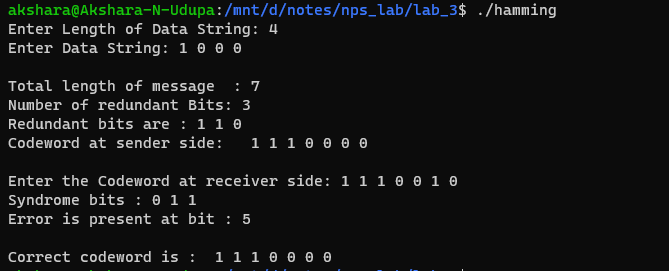 akshara@Akshara-N-Udupa:/mnt/d/notes/nps_lab/lab_3$ ./hamming
Enter Length of Data String: 4
Enter Data String: 1 0 0 0
Total length of message  : 7
Number of redundant Bits: 3
Redundant bits are : 1 1 0
Codeword at sender side:   1 1 1 0 0 0 0
Enter the Codeword at receiver side: 1 1 1 0 0 1 0
Syndrome bits : 0 1 1
Error is present at bit : 5
Correct codeword is :  1 1 1 0 0 0 0